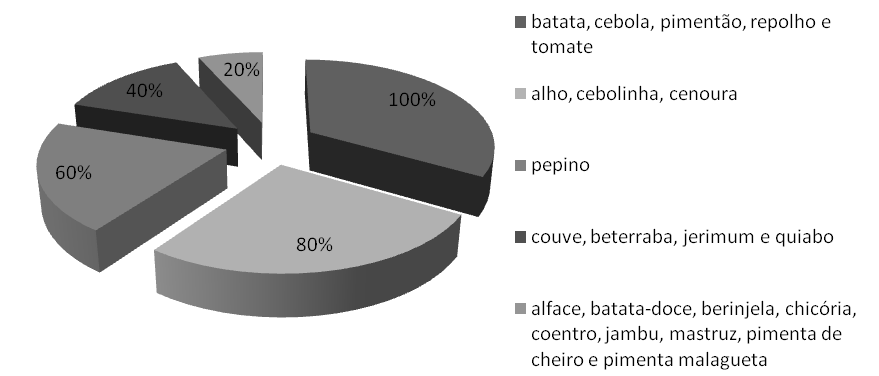 100%
80%
60%
40%
20%
batata, cebola, pimentão, repolho e
tomate
alho, cebolinha, cenoura
pepino
couve, beterraba, jerimum e quiabo
alface, batata-doce, berinjela, chicória,
coentro, jambu, mastruz, pimenta de
cheiro e pimenta malagueta